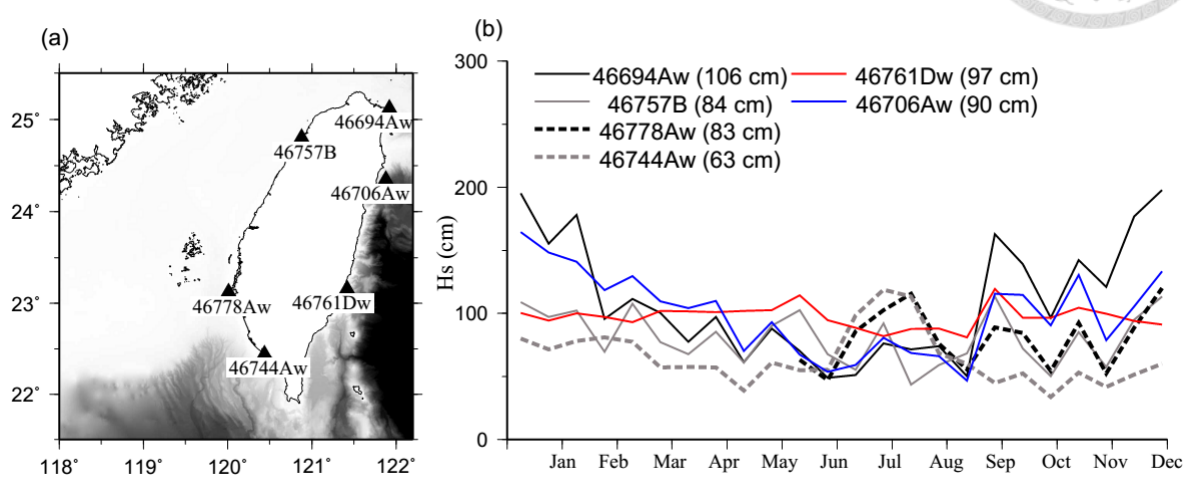 (a)
(b)
25°
24°
23°
22°
118°
119°
120°
121°
122°
46694Aw
46757B
46706Aw
46778Aw
46761Dw
46744Aw
300
200
100
0
Hs (cm)
46694Aw (106 cm)
46761Dw (97 cm)
46757B (84 cm)
46706Aw (90 cm)
46778Aw (83 cm)
46744Aw (63 cm)
Jan Feb Mar Apr May Jun Jul Aug Sep Oct Nov Dec